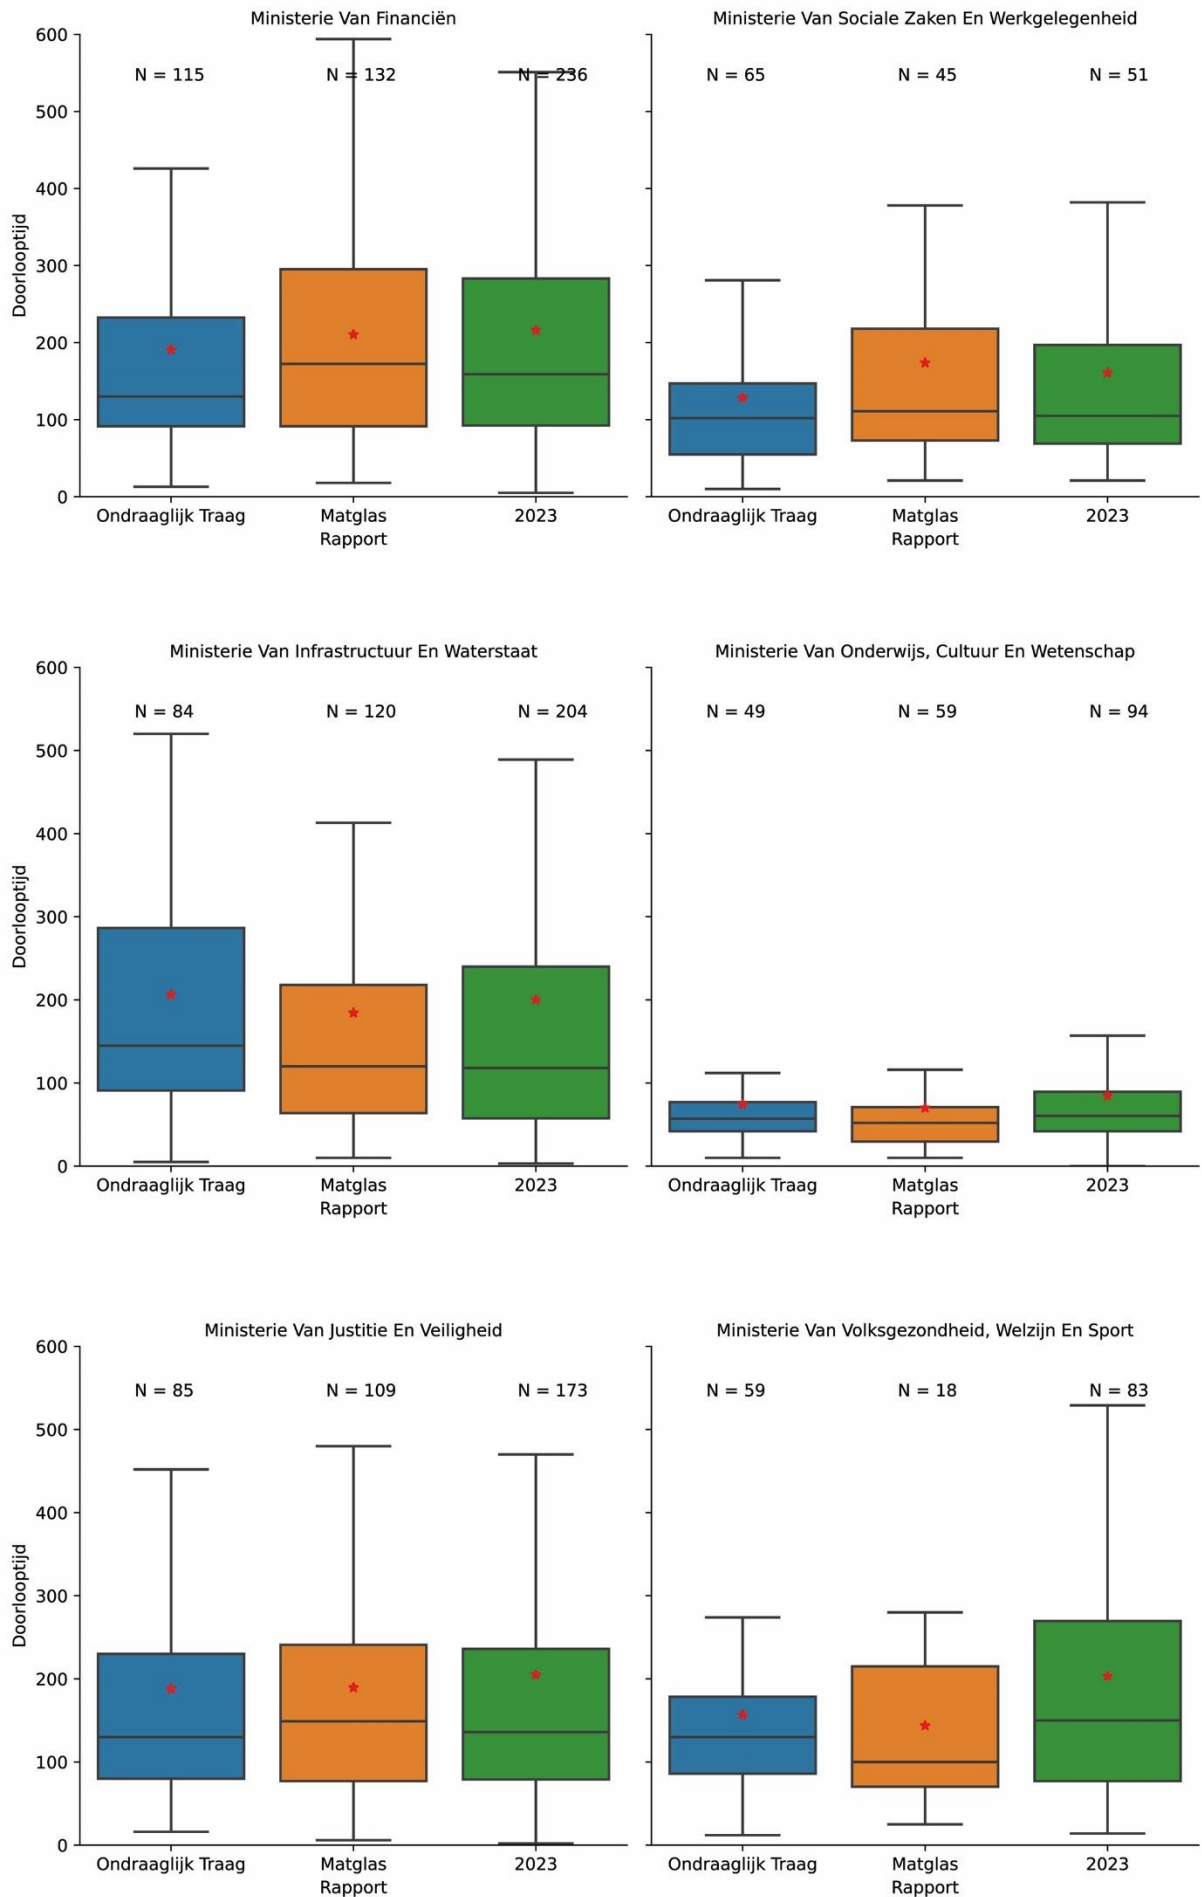 Ministerie Van Financiën
Ministerie Van Sociale Zaken En Werkgelegenheid
600
500
400
300
200
100
0
Doorlooptijd
N = 115
N = 132
N = 236
N = 65
N = 45
N = 51
Ondraaglijk Traag
Matglas
2023
Rapport
Ondraaglijk Traag
Matglas
2023
Rapport
Ministerie Van Infrastructuur En Waterstaat
Ministerie Van Onderwijs, Cultuur En Wetenschap
600
500
400
300
200
100
0
Doorlooptijd
N = 84
N = 120
N = 204
N = 49
N = 59
N = 94
Ondraaglijk Traag
Matglas
2023
Rapport
Ondraaglijk Traag
Matglas
2023
Rapport
Ministerie Van Justitie En Veiligheid
Ministerie Van Volksgezondheid, Welzijn En Sport
600
500
400
300
200
100
0
Doorlooptijd
N = 85
N = 109
N = 173
N = 59
N = 18
N = 83
Ondraaglijk Traag
Matglas
2023
Rapport
Ondraaglijk Traag
Matglas
2023
Rapport